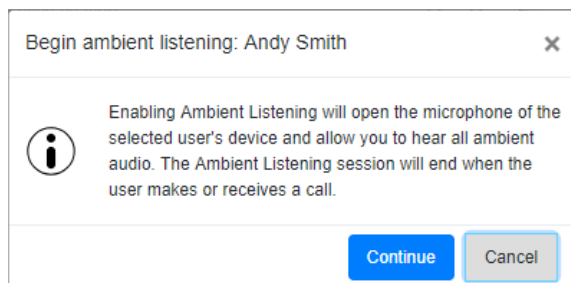 Begin ambient listening: Andy Smith ×
Enabling Ambient Listening will open the microphone of the
selected user's device and allow you to hear all ambient
audio. The Ambient Listening session will end when the
user makes or receives a call.
Continue Cancel